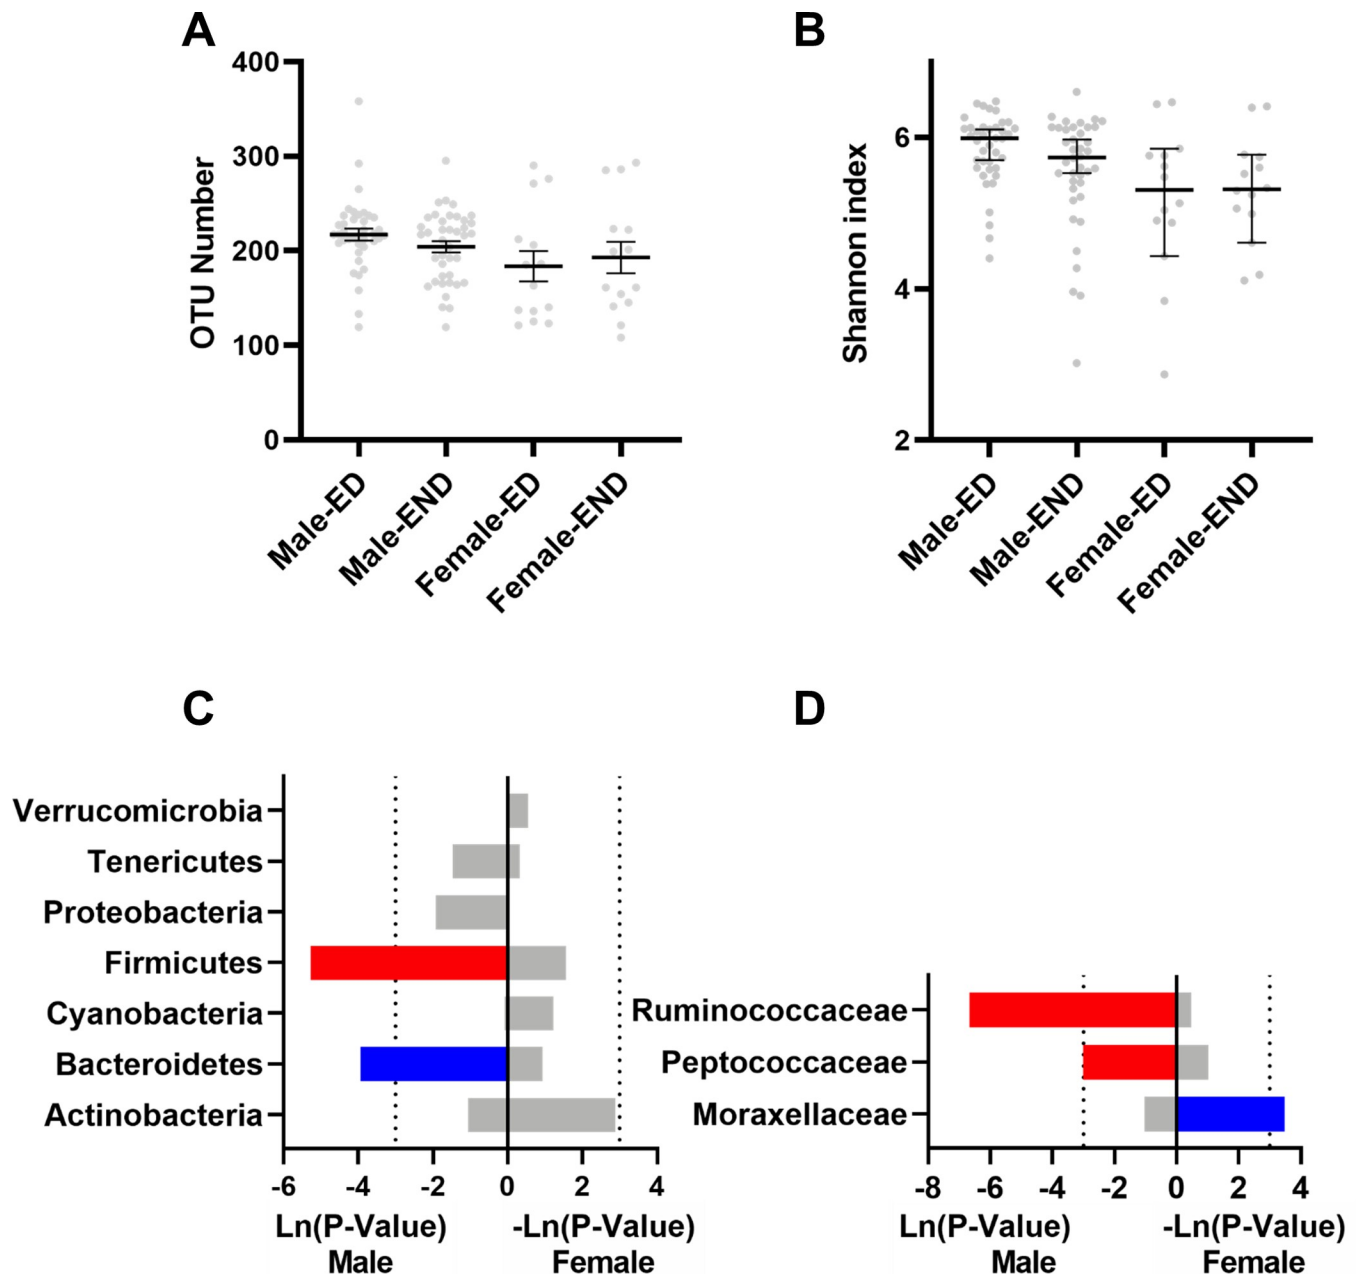 A
400
300
200
100
0
OTU Number
Male-ED
Male-END
Female-ED
Female-END
B
6
4
2
Shannon index
Male-ED
Male-END
Female-ED
Female-END
C
Verrucomicrobia
Tenericutes
Proteobacteria
Firmicutes
Cyanobacteria
Bacteroidetes
Actinobacteria
-6 -4 -2 0 2 4
Ln(P-Value) -Ln(P-Value)
Male Female
D
Ruminococcaceae
Peptococcaceae
Moraxellaceae
-8 -6 -4 -2 0 2 4
Ln(P-Value) -Ln(P-Value)
Male Female